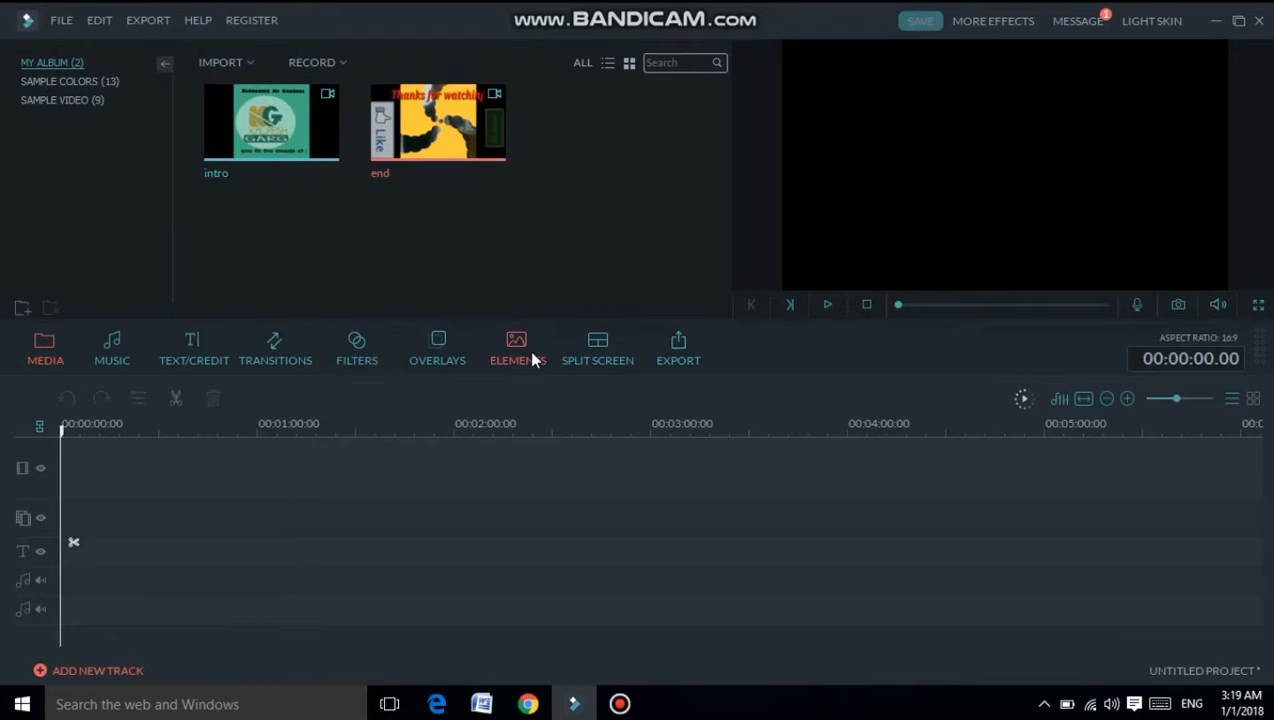 FILE EDIT EXPORT HELP REGISTER www.BANDICAM.com SAVE MORE EFFECTS MESSAGE 1 LIGHT SKIN
MY ALBUM (2) IMPORT RECORD ALL Search
SAMPLE COLORS (13)
SAMPLE VIDEO (9)
KG
GARG
Thanks for watching
Like
intro end
MEDIA MUSIC TEXT/CREDIT TRANSITIONS FILTERS OVERLAYS ELEMENTS SPLIT SCREEN EXPORT
ASPECT RATIO: 16:9
00:00:00.00
00:00:00:00 00:01:00:00 00:02:00:00 00:03:00:00 00:04:00:00 00:05:00:00
ADD NEW TRACK UNTITLED PROJECT *
Search the web and Windows ENG 3:19 AM
1/1/2018